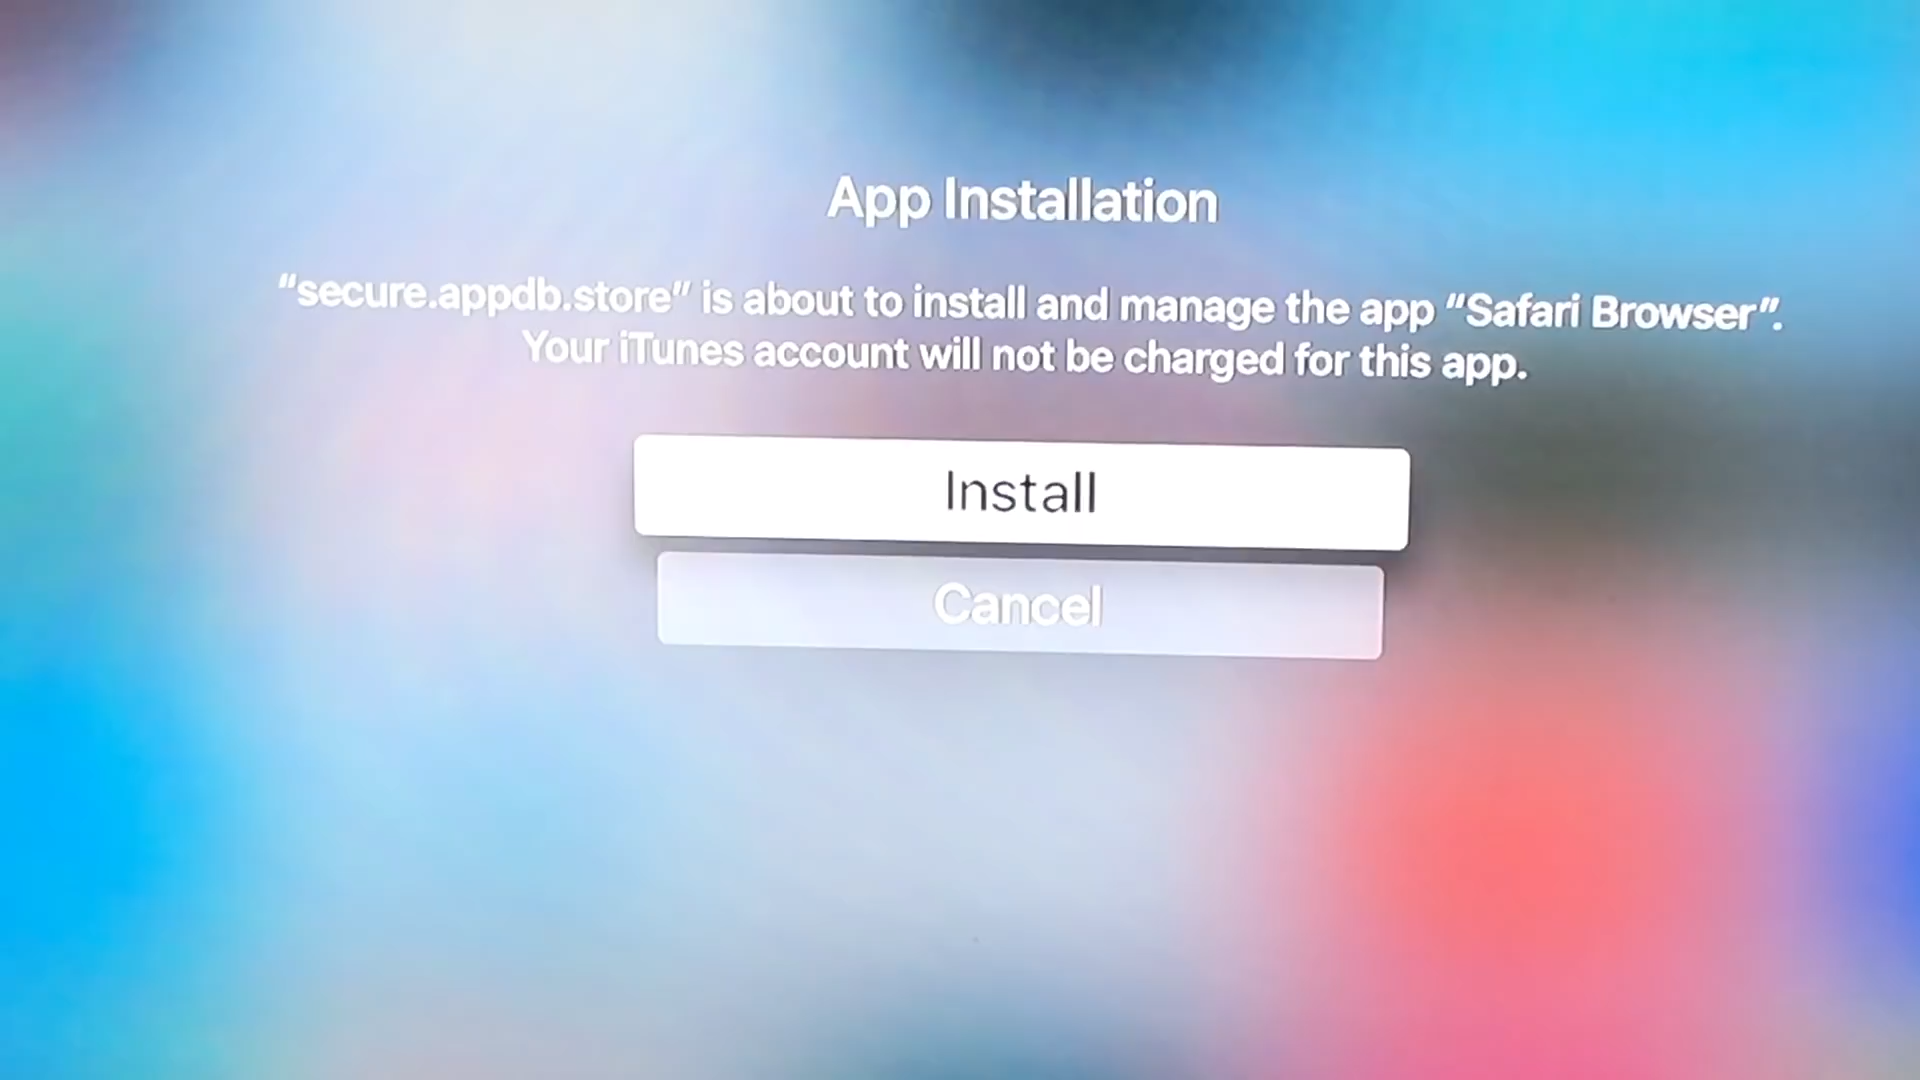 App Installation
“secure.appdb.store” is about to install and manage the app “Safari Browser”.
Your iTunes account will not be charged for this app.
Install
Cancel